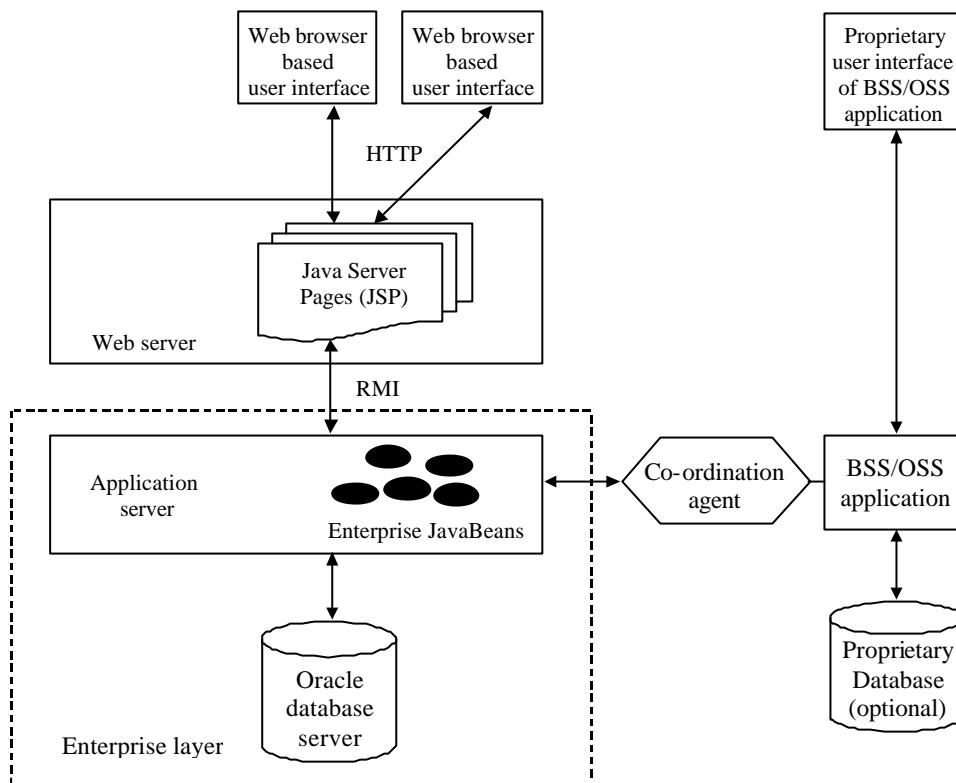 Web browser
based
user interface
Web browser
based
user interface
Proprietary
user interface
of BSS/OSS
application
HTTP
Java Server
Pages (JSP)
Web server
RMI
Application
server
Enterprise JavaBeans
Co-ordination
agent
BSS/OSS
application
Oracle
database
server
Proprietary
Database
(optional)
Enterprise layer